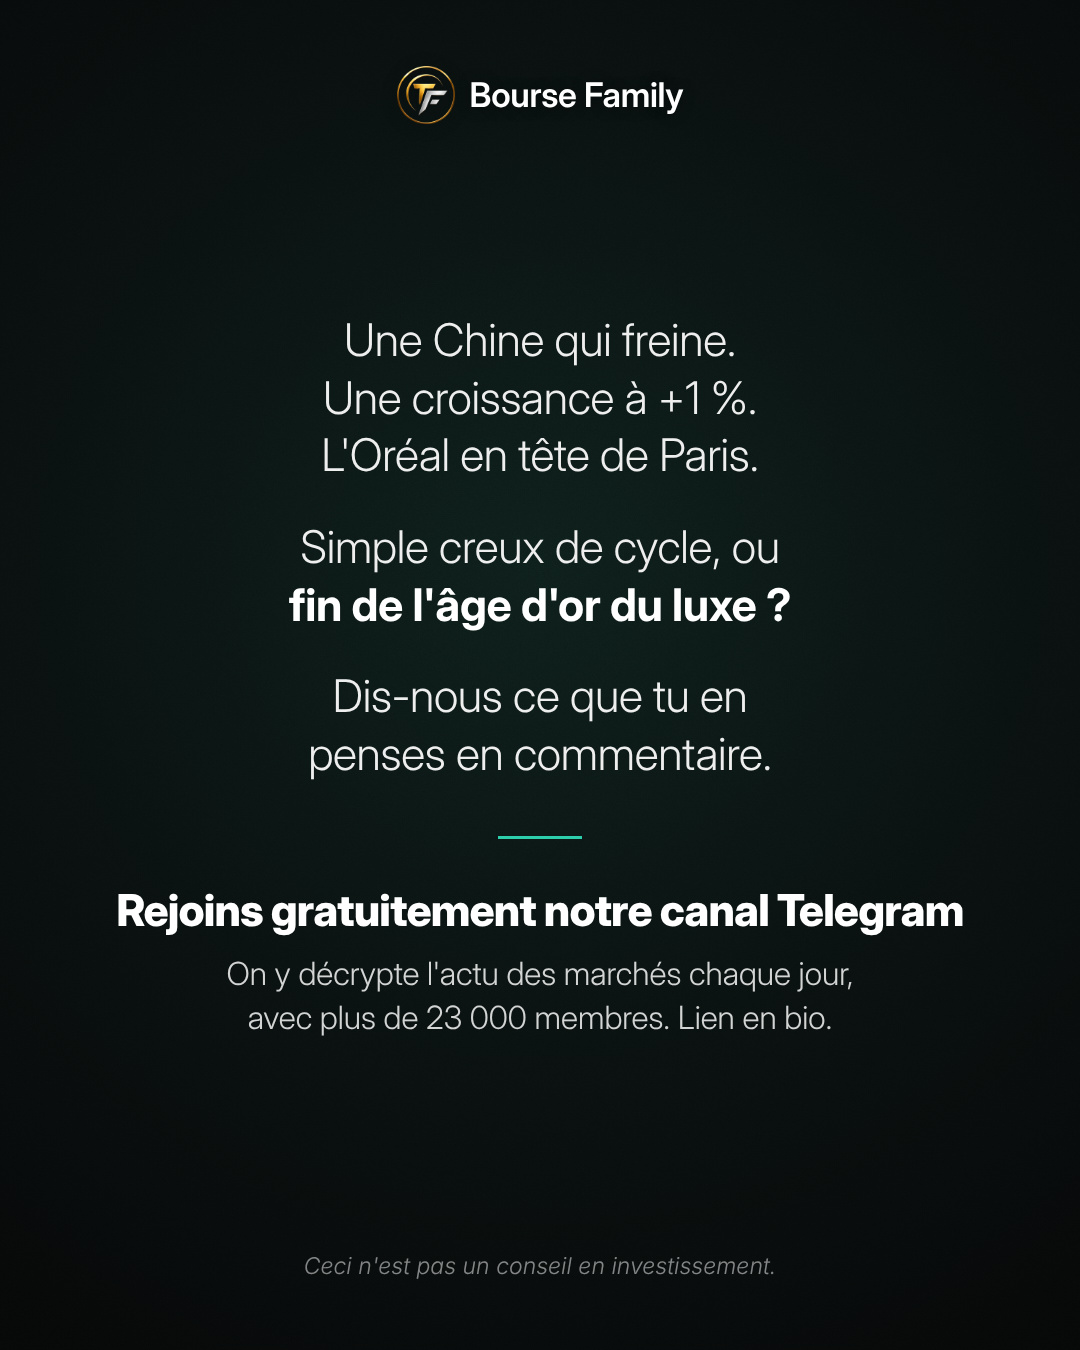 TF Bourse Family
Une Chine qui freine.
Une croissance à +1 %.
L'Oréal en tête de Paris.
Simple creux de cycle, ou
fin de l'âge d'or du luxe ?
Dis-nous ce que tu en
penses en commentaire.
Rejoins gratuitement notre canal Telegram
On y décrypte l'actu des marchés chaque jour,
avec plus de 23 000 membres. Lien en bio.
Ceci n'est pas un conseil en investissement.